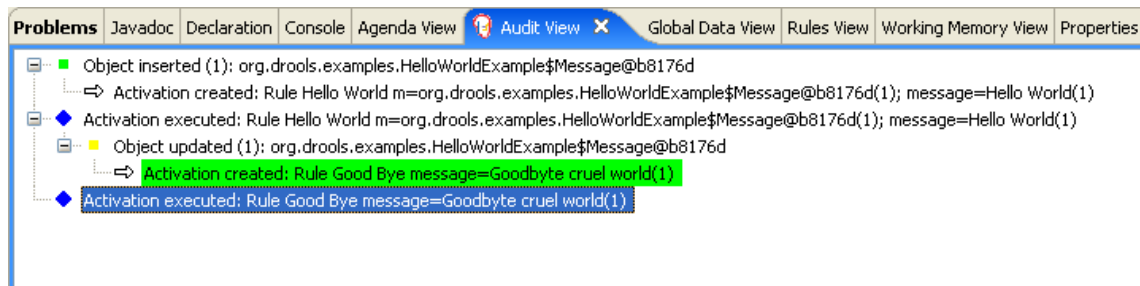 Problems Javadoc Declaration Console Agenda View Audit View Global Data View Rules View Working Memory View Properties
Object inserted (1): org.drools.examples.HelloWorldExample$Message@b8176d
Activation created: Rule Hello World m=org.drools.examples.HelloWorldExample$Message@b8176d(1); message=Hello World(1)
Activation executed: Rule Hello World m=org.drools.examples.HelloWorldExample$Message@b8176d(1); message=Hello World(1)
Object updated (1): org.drools.examples.HelloWorldExample$Message@b8176d
Activation created: Rule Good Bye message=Goodbyte cruel world(1)
Activation executed: Rule Good Bye message=Goodbyte cruel world(1)